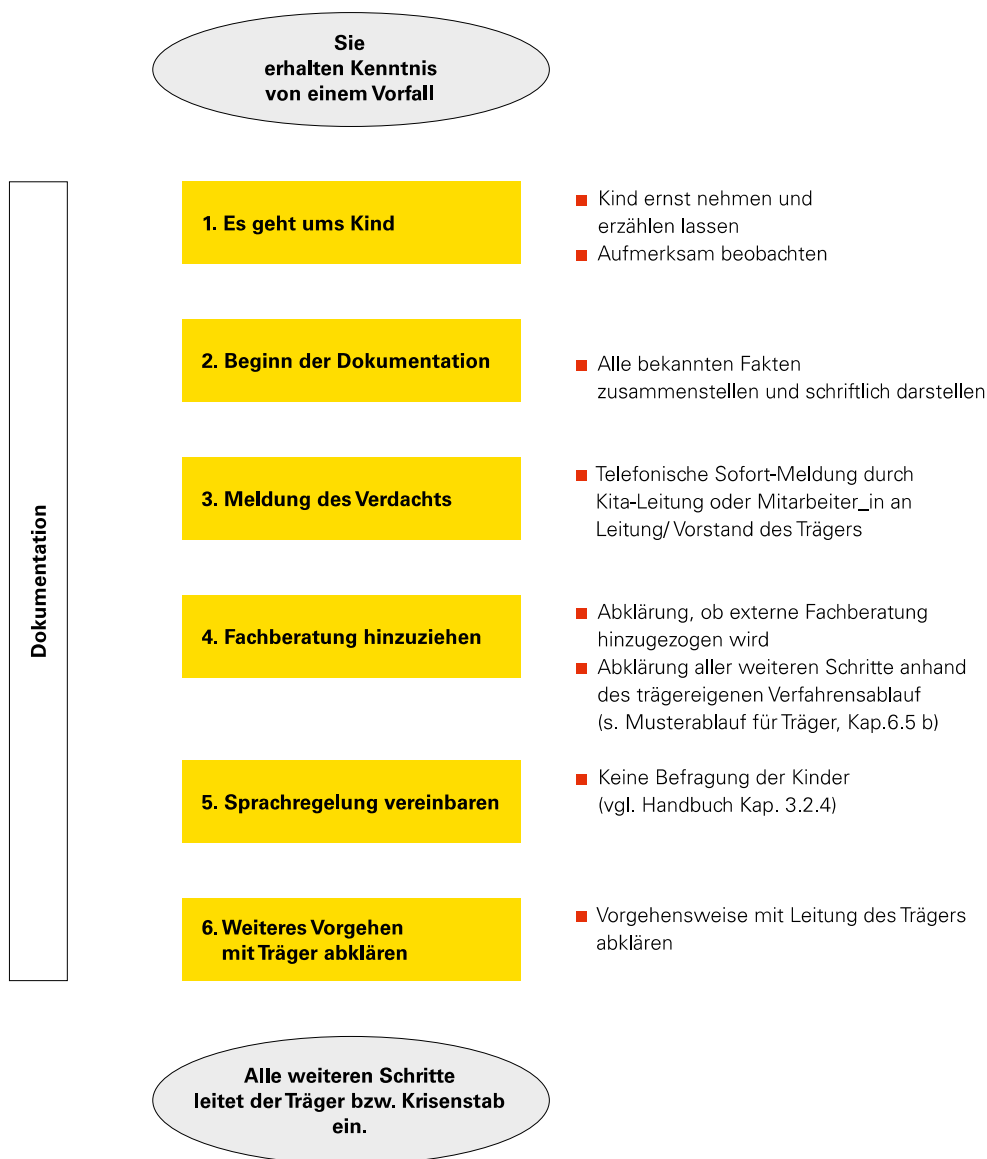 Sie
erhalten Kenntnis
von einem Vorfall
Dokumentation
1. Es geht ums Kind
■ Kind ernst nehmen und
erzählen lassen
■ Aufmerksam beobachten
2. Beginn der Dokumentation
■ Alle bekannten Fakten
zusammenstellen und schriftlich darstellen
3. Meldung des Verdachts
■ Telefonische Sofort-Meldung durch
Kita-Leitung oder Mitarbeiter_in an
Leitung/ Vorstand des Trägers
4. Fachberatung hinzuziehen
■ Abklärung, ob externe Fachberatung
hinzugezogen wird
■ Abklärung aller weiteren Schritte anhand
des trägereigenen Verfahrensablauf
(s. Musterablauf für Träger, Kap.6.5 b)
5. Sprachregelung vereinbaren
■ Keine Befragung der Kinder
(vgl. Handbuch Kap. 3.2.4)
6. Weiteres Vorgehen
mit Träger abklären
■ Vorgehensweise mit Leitung des Trägers
abklären
Alle weiteren Schritte
leitet der Träger bzw. Krisenstab
ein.